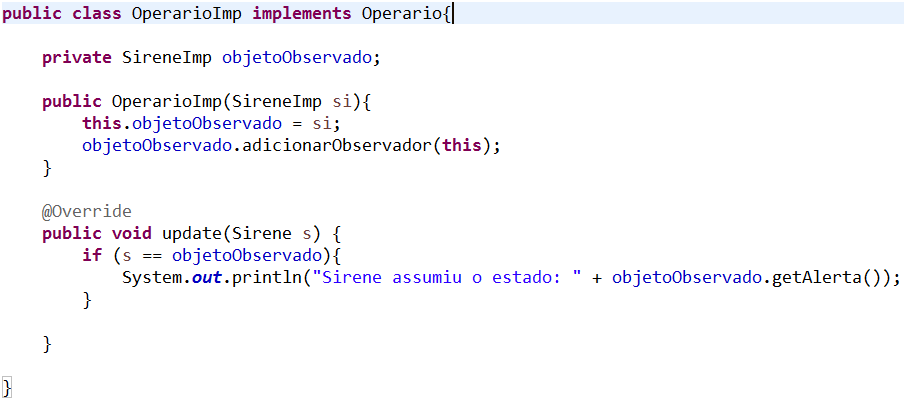 public class OperarioImp implements Operario{
private SireneImp objetoObservado;
public OperarioImp(SireneImp si){
this.objetoObservado = si;
objetoObservado.adicionarObservador(this);
}
@Override
public void update(Sirene s) {
if (s == objetoObservado){
System.out.println("Sirene assumiu o estado: " + objetoObservado.getAlerta());
}
}
}